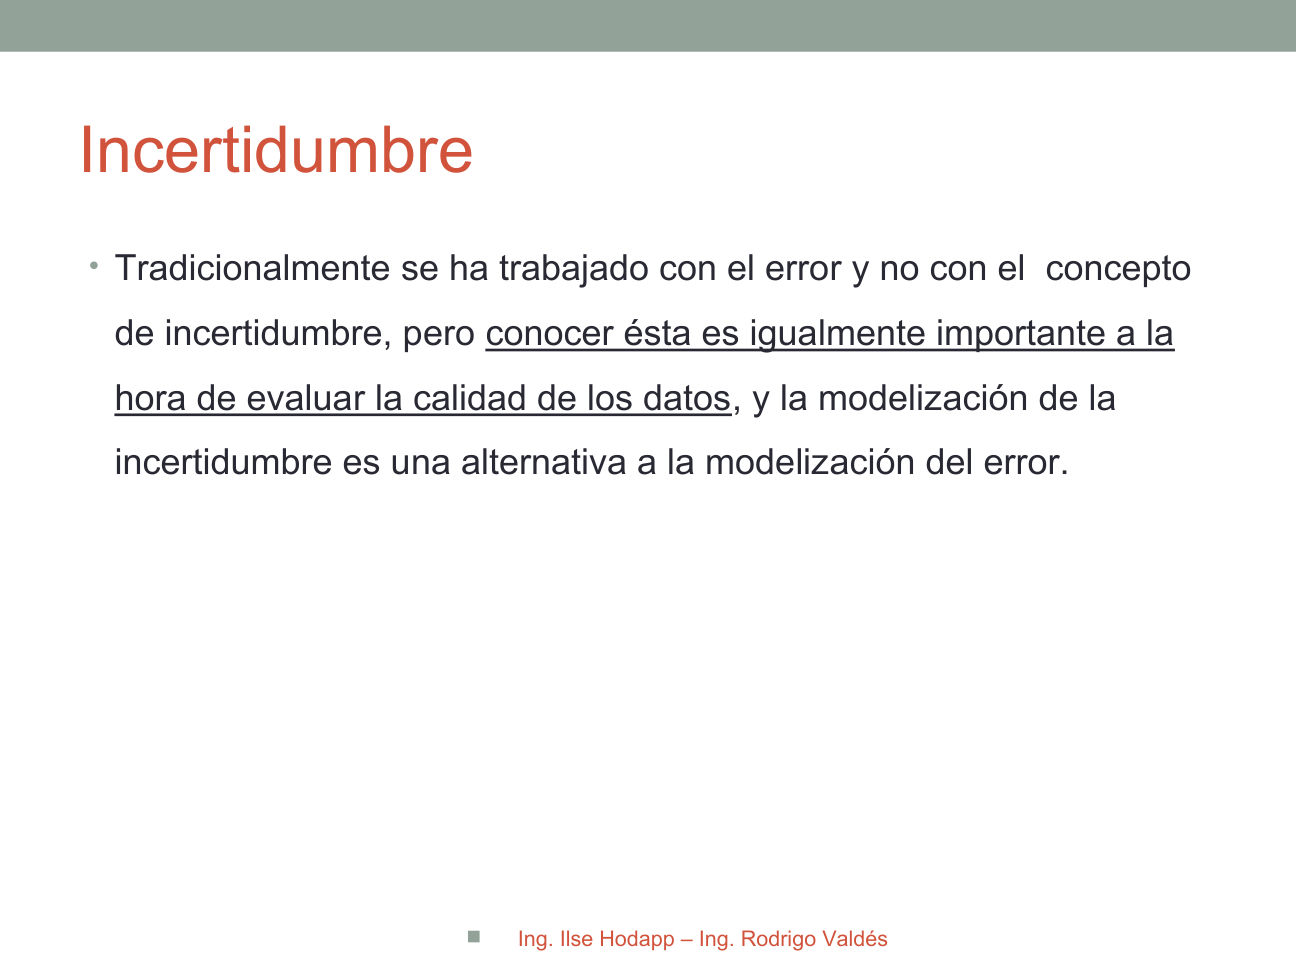 Incertidumbre
• Tradicionalmente se ha trabajado con el error y no con el  concepto
de incertidumbre, pero conocer ésta es igualmente importante a la
hora de evaluar la calidad de los datos, y la modelización de la
incertidumbre es una alternativa a la modelización del error.
■ Ing. Ilse Hodapp – Ing. Rodrigo Valdés